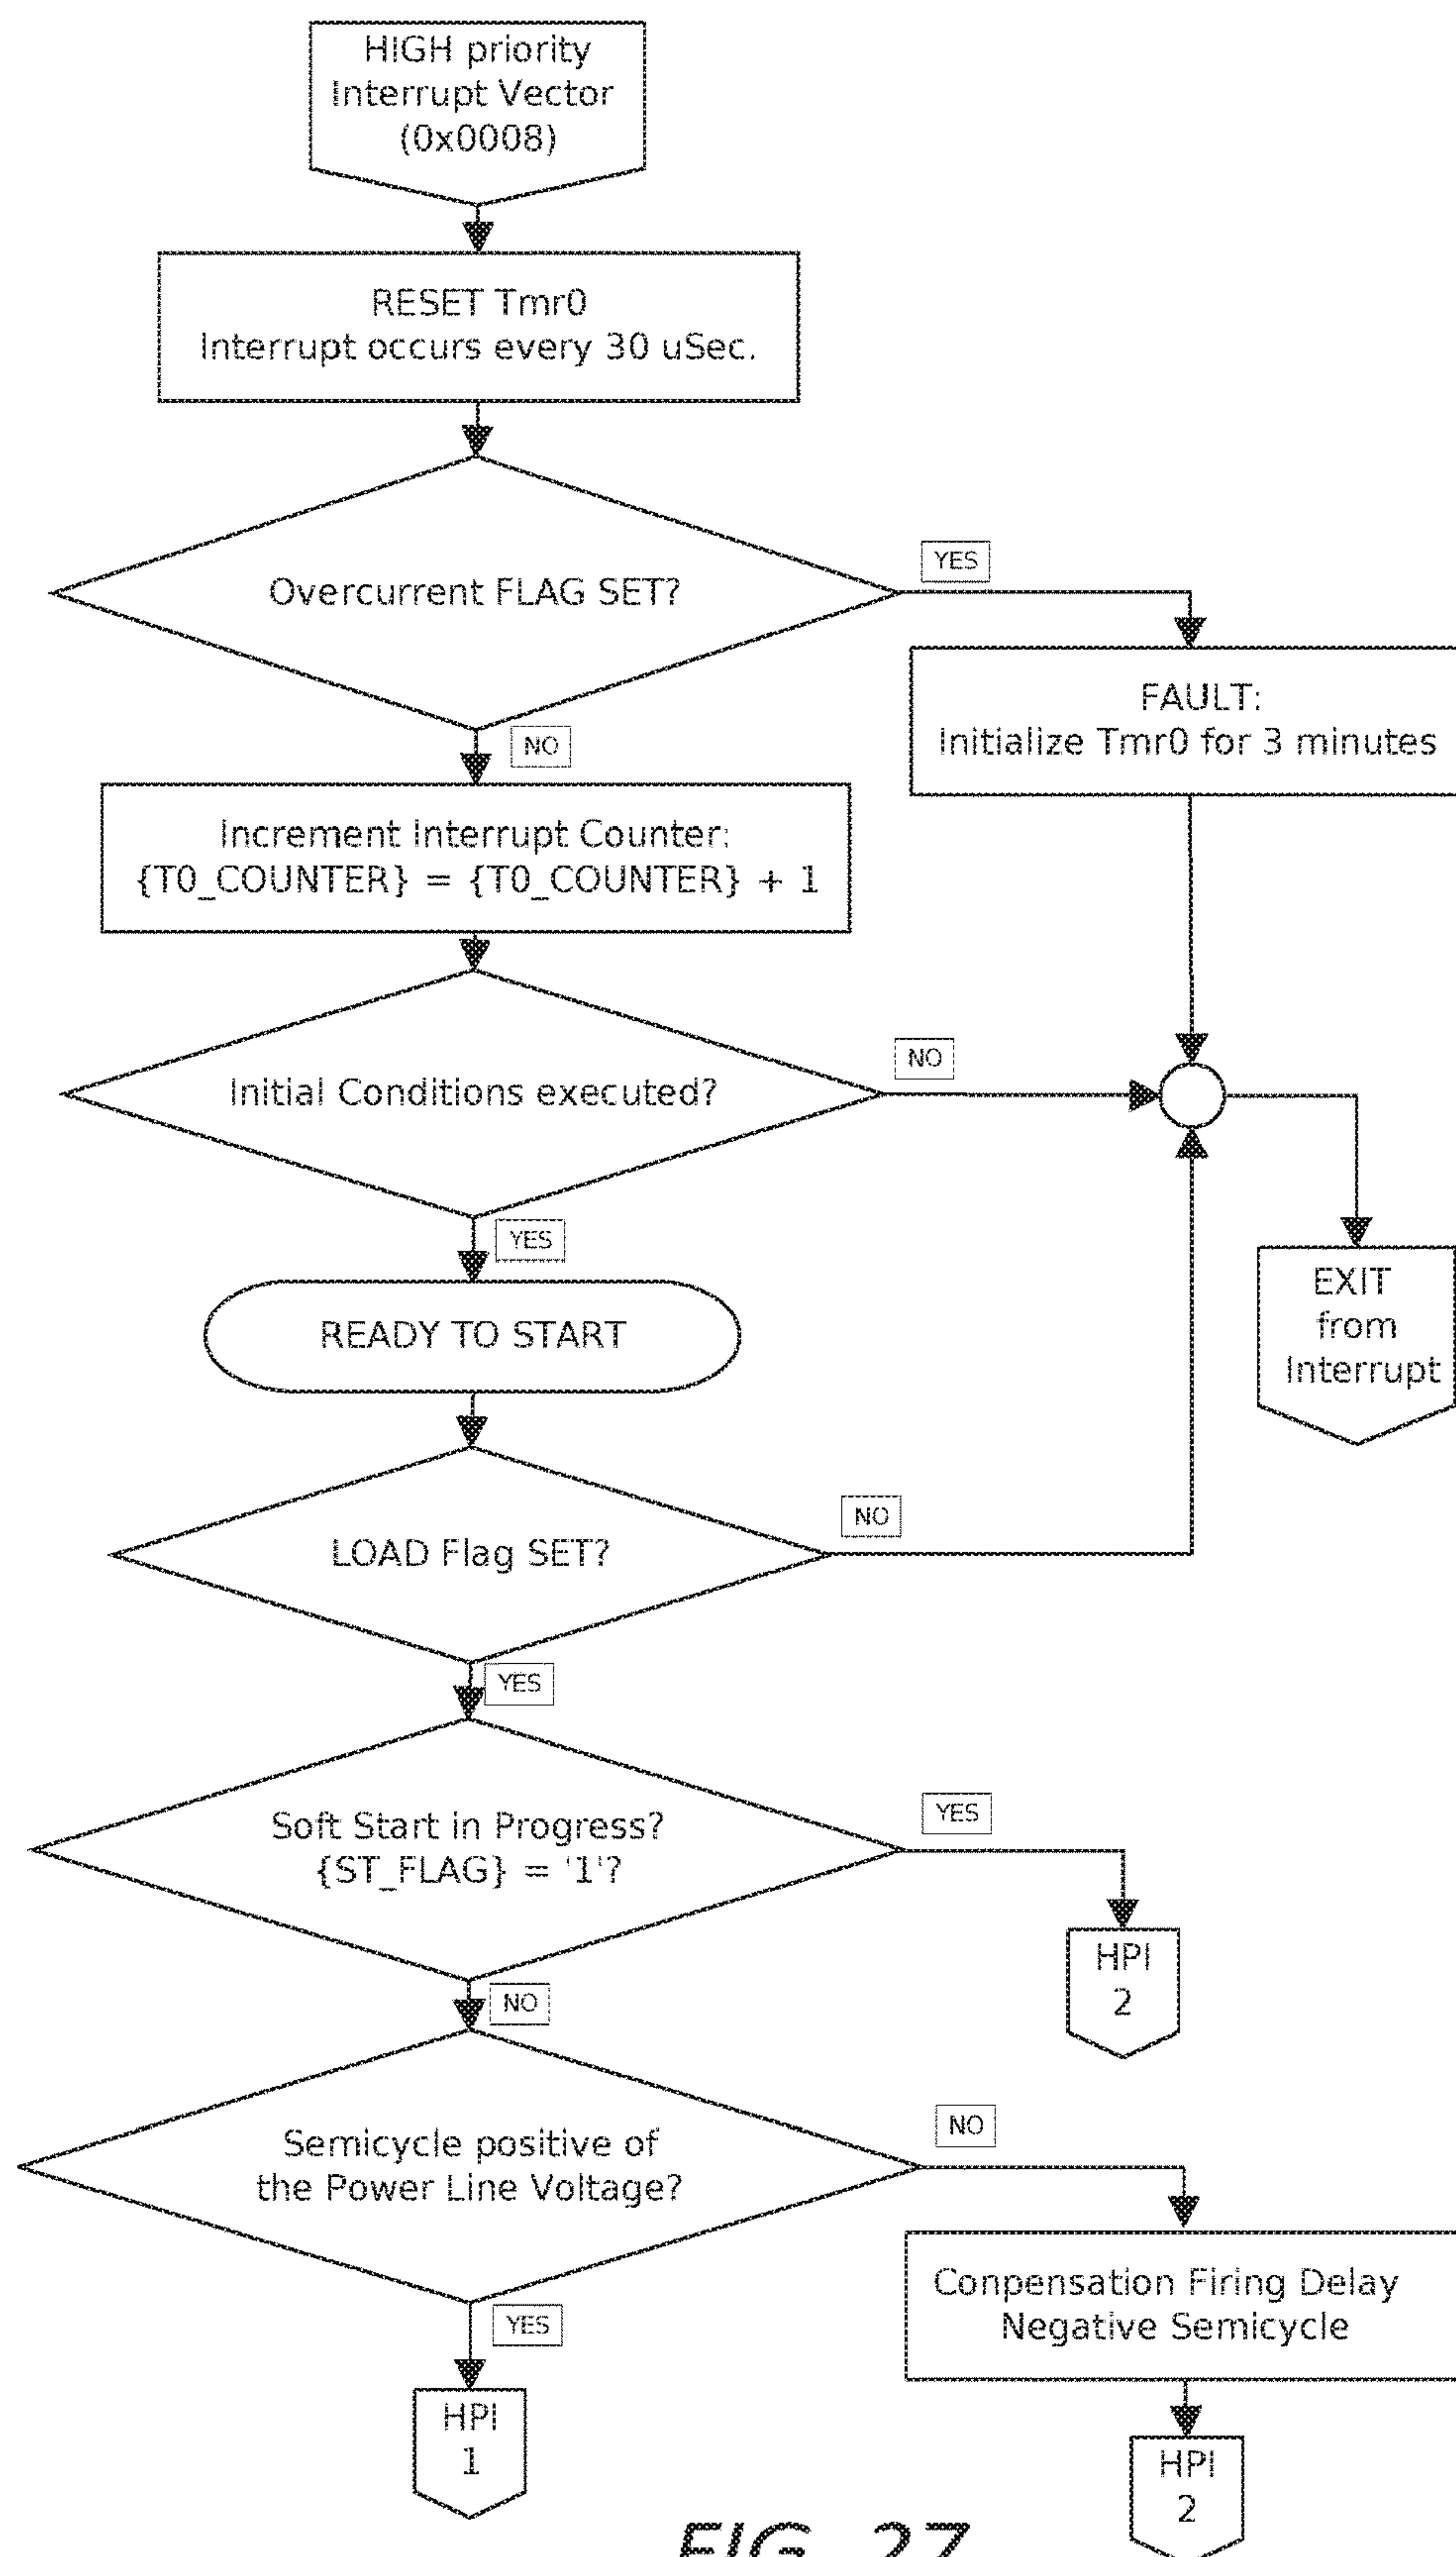 HIGH priority
Interrupt Vector
(0x0008)
RESET Tmr0
Interrupt occurs every 30 uSec.
Overcurrent FLAG SET?
YES
FAULT:
Initialize Tmr0 for 3 minutes
NO
Increment Interrupt Counter:
{T0_COUNTER} = {T0_COUNTER} + 1
Initial Conditions executed?
NO
YES
READY TO START
EXIT
from
Interrupt
LOAD Flag SET?
NO
YES
Soft Start in Progress?
{ST_FLAG} = '1'?
YES
HPI
2
NO
Semicycle positive of
the Power Line Voltage?
NO
Conpensation Firing Delay
Negative Semicycle
YES
HPI
1
HPI
2
FIG. 27